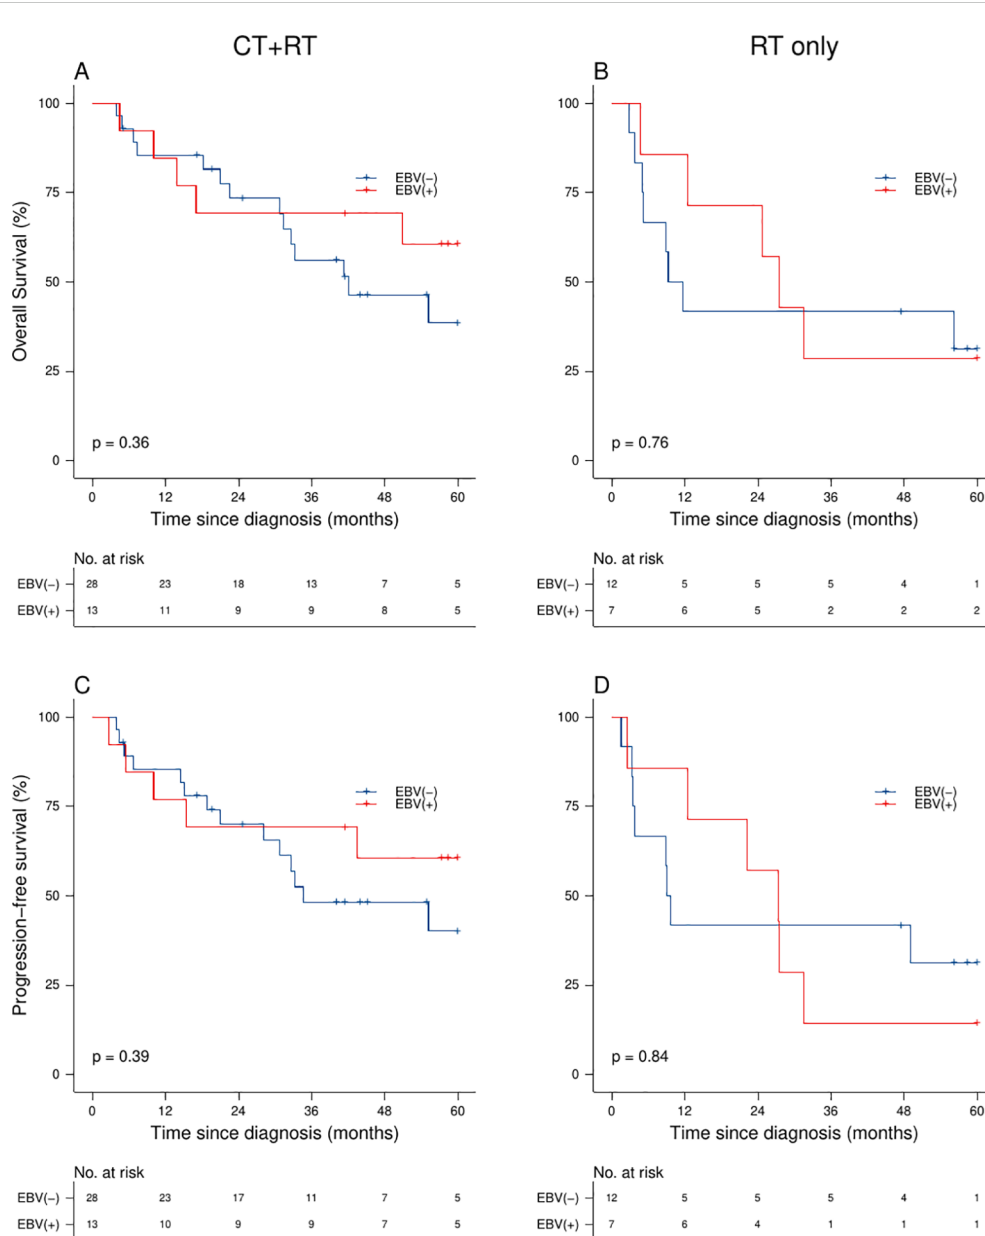 CT+RT
A
Overall Survival (%)
100
75
50
25
0
EBV(−)
EBV(+)
p = 0.36
0 12 24 36 48 60
Time since diagnosis (months)
No. at risk
EBV(−) 28 23 18 13 7 5
EBV(+) 13 11 9 9 8 5
RT only
B
100
75
50
25
0
EBV(−)
EBV(+)
p = 0.76
0 12 24 36 48 60
Time since diagnosis (months)
No. at risk
EBV(−) 12 5 5 5 4 1
EBV(+) 7 6 5 2 2 2
C
Progression−free survival (%)
100
75
50
25
0
EBV(−)
EBV(+)
p = 0.39
0 12 24 36 48 60
Time since diagnosis (months)
No. at risk
EBV(−) 28 23 17 11 7 5
EBV(+) 13 10 9 9 7 5
D
100
75
50
25
0
EBV(−)
EBV(+)
p = 0.84
0 12 24 36 48 60
Time since diagnosis (months)
No. at risk
EBV(−) 12 5 5 5 4 1
EBV(+) 7 6 4 1 1 1